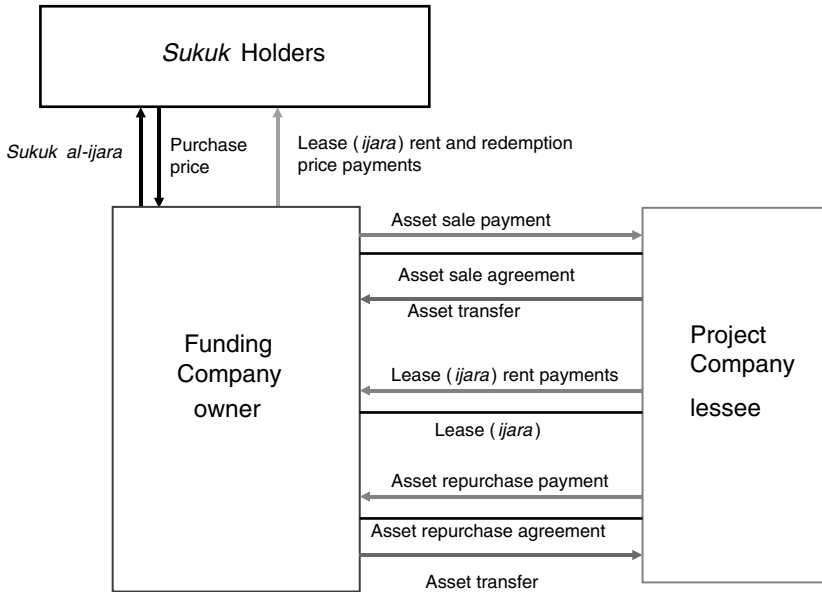 Sukuk Holders
Sukuk al-ijara
Purchase
price
Lease (ijara) rent and redemption
price payments
Asset sale payment
Asset sale agreement
Asset transfer
Funding
Company
owner
Project
Company
lessee
Lease (ijara) rent payments
Lease (ijara)
Asset repurchase payment
Asset repurchase agreement
Asset transfer